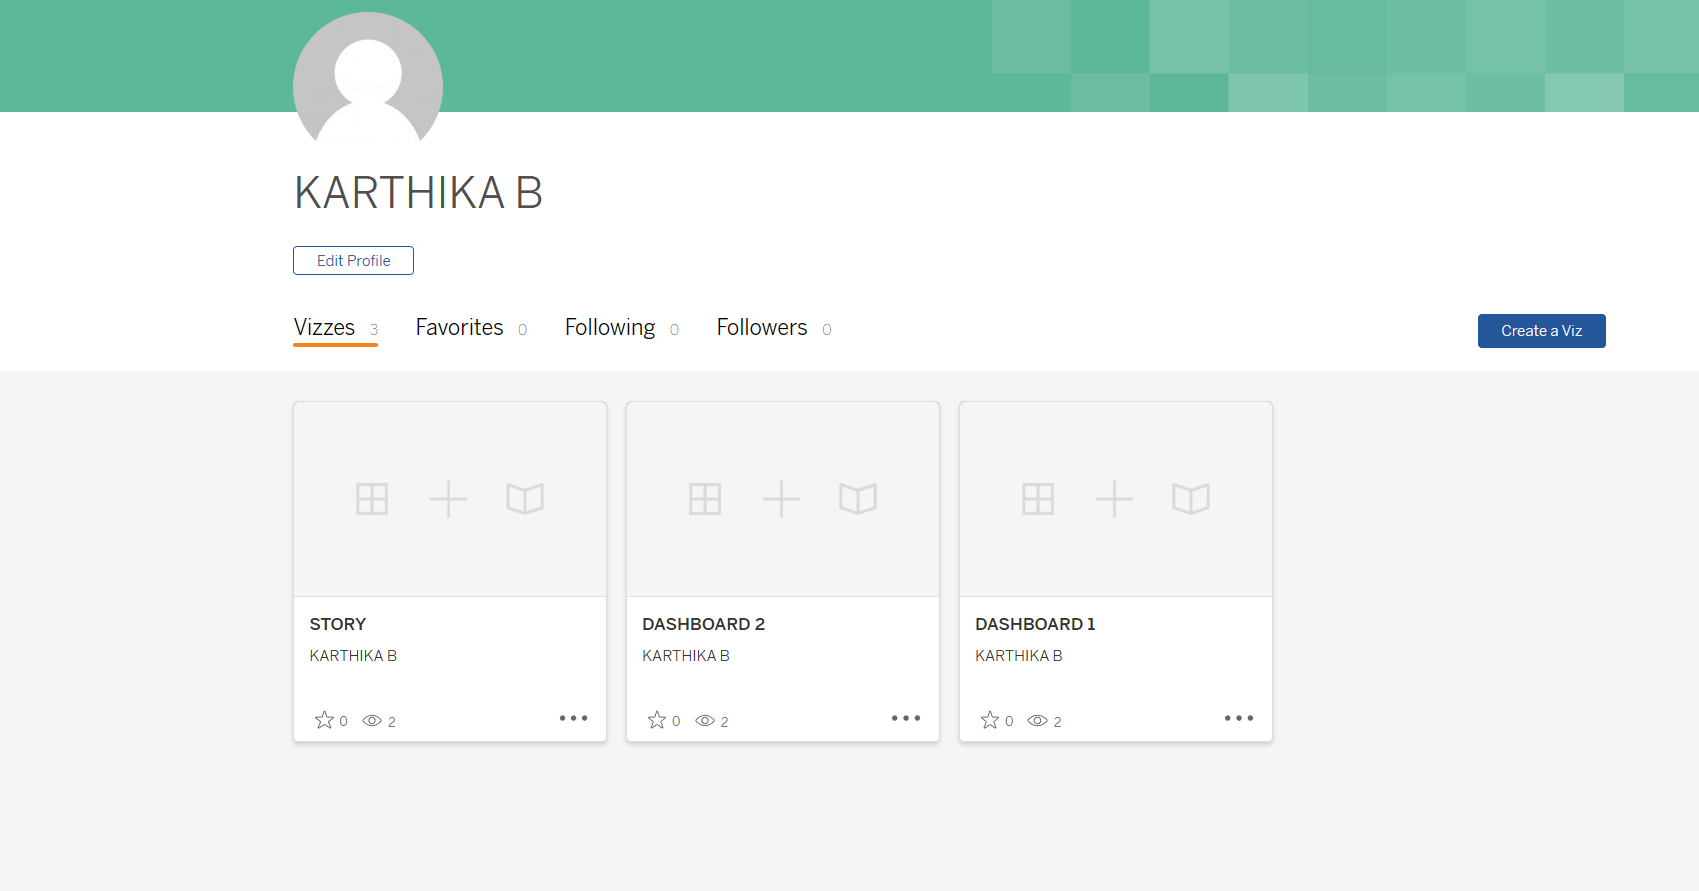 KARTHIKA B
Edit Profile
Vizzes 3 Favorites 0 Following 0 Followers 0
Create a Viz
STORY
KARTHIKA B
0 2
DASHBOARD 2
KARTHIKA B
0 2
DASHBOARD 1
KARTHIKA B
0 2